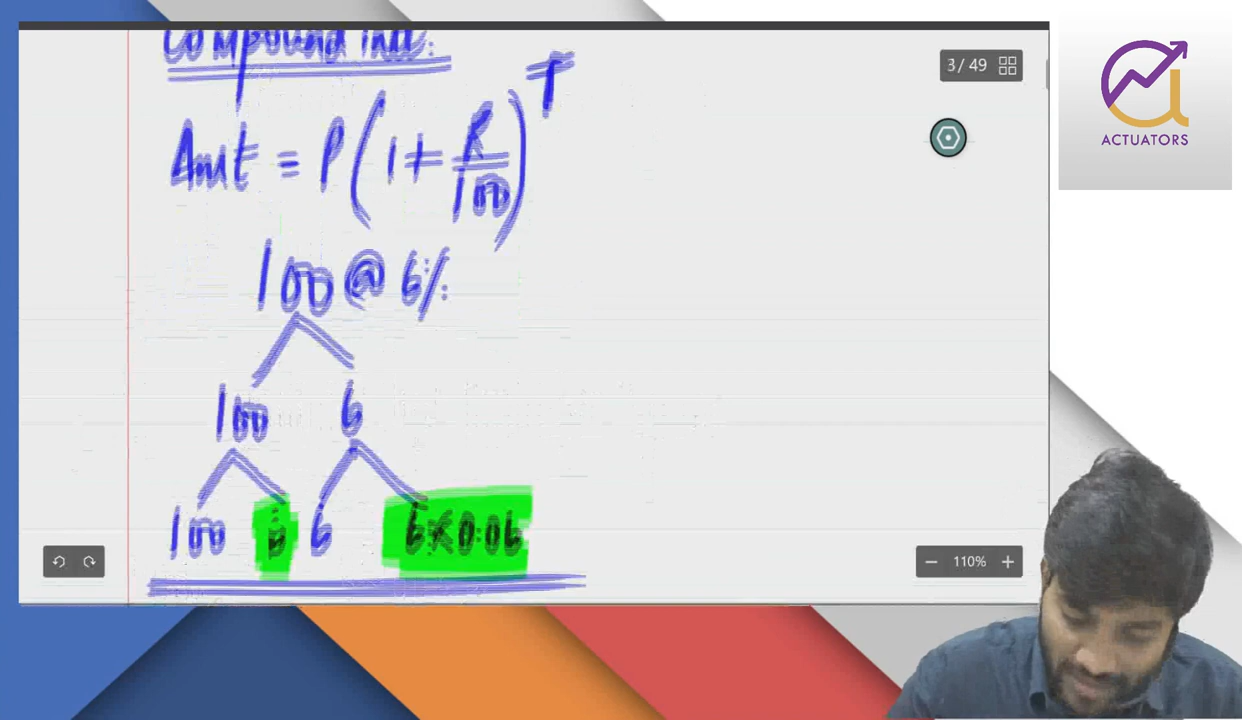 Compound Int:
Amt = P(1 + R/100)^T
100 @ 6%
100 6
100 6 6 6×0.06
3 / 49
110%
ACTUATORS